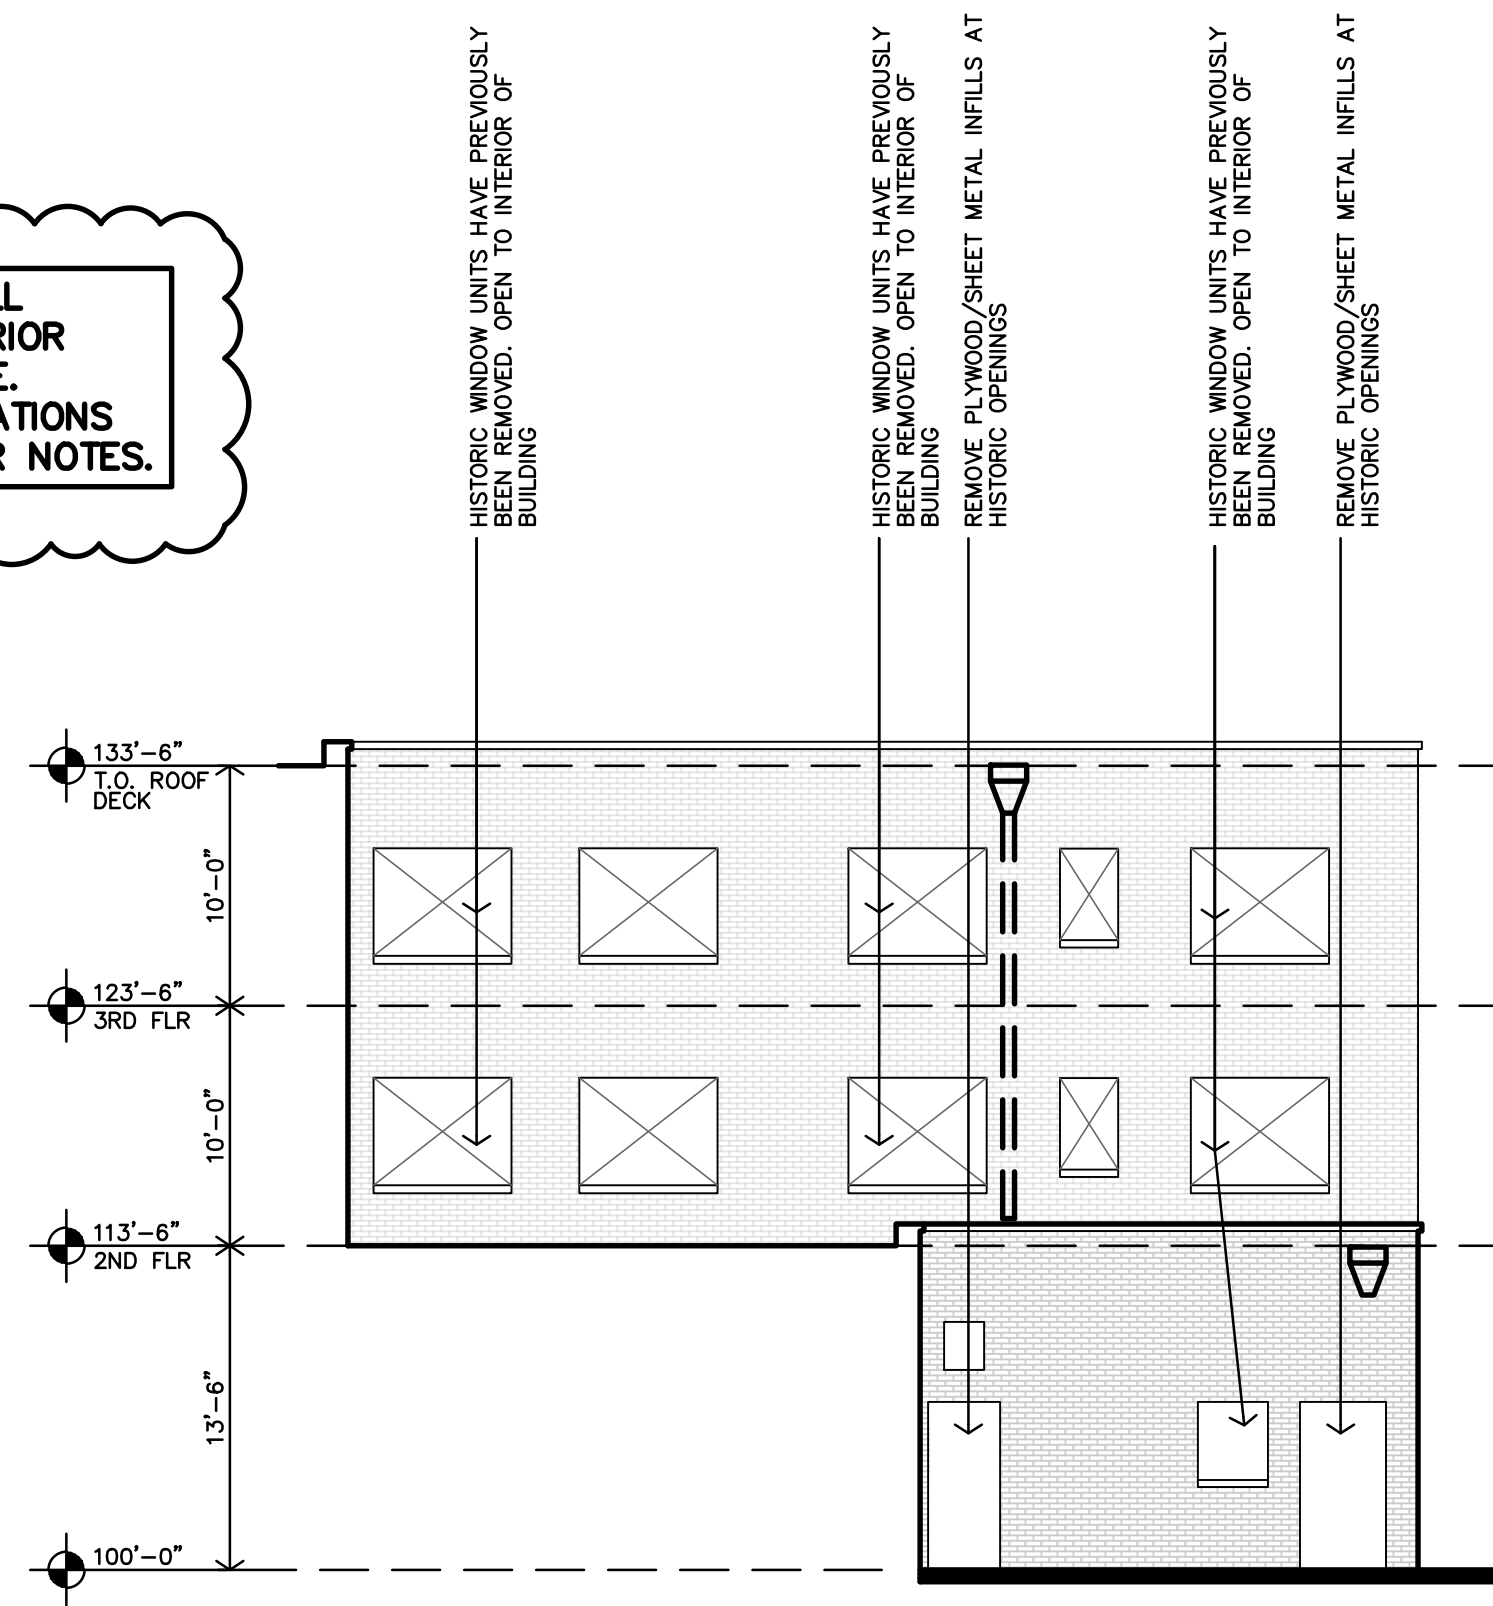 HISTORIC WINDOW UNITS HAVE PREVIOUSLY
BEEN REMOVED. OPEN TO INTERIOR OF
BUILDING
HISTORIC WINDOW UNITS HAVE PREVIOUSLY
BEEN REMOVED. OPEN TO INTERIOR OF
BUILDING
REMOVE PLYWOOD/SHEET METAL INFILLS AT
HISTORIC OPENINGS
HISTORIC WINDOW UNITS HAVE PREVIOUSLY
BEEN REMOVED. OPEN TO INTERIOR OF
BUILDING
REMOVE PLYWOOD/SHEET METAL INFILLS AT
HISTORIC OPENINGS
NOTES.
133'-6"
T.O. ROOF
DECK
10'-0"
123'-6"
3RD FLR
10'-0"
113'-6"
2ND FLR
13'-6"
100'-0"